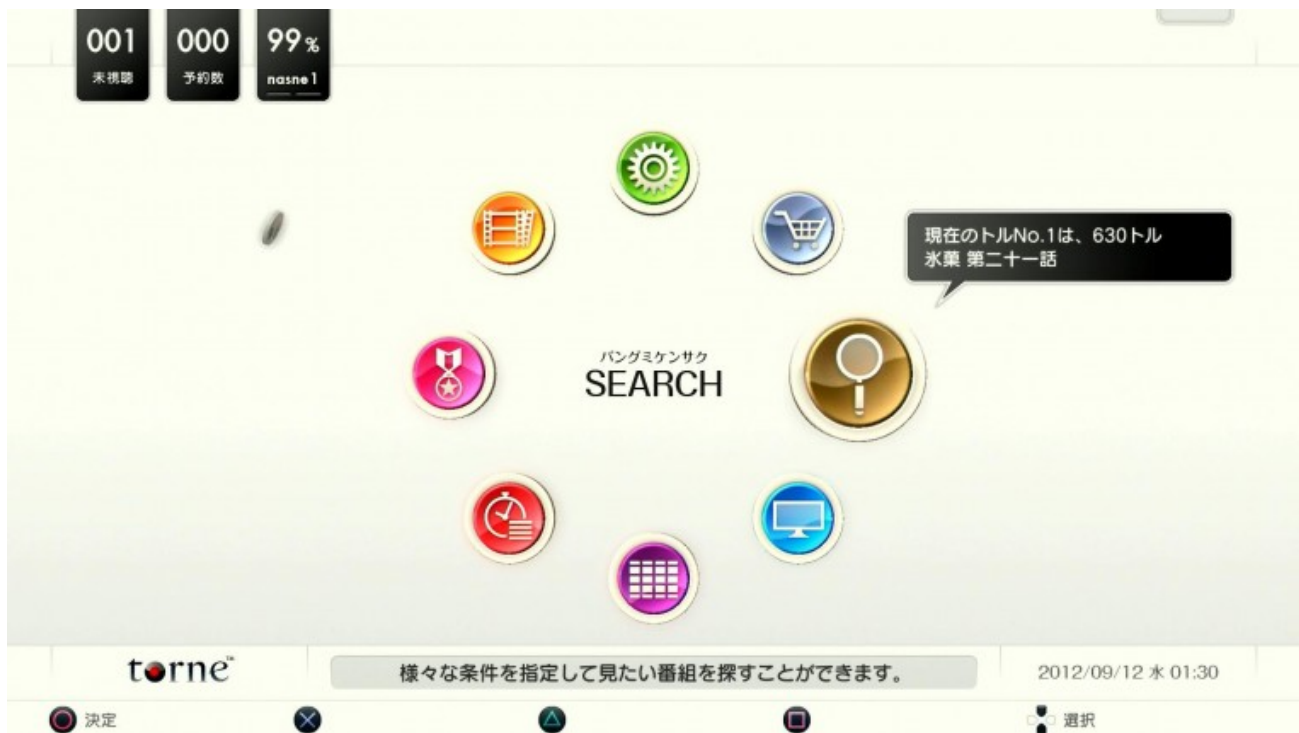 001
未視聴
000
予約数
99%
nasne1
現在のトルNo.1は、630トル
氷菓 第二十一話
バングミケンサク
SEARCH
torne™
様々な条件を指定して見たい番組を探すことができます。
2012/09/12 水 01:30
決定
選択